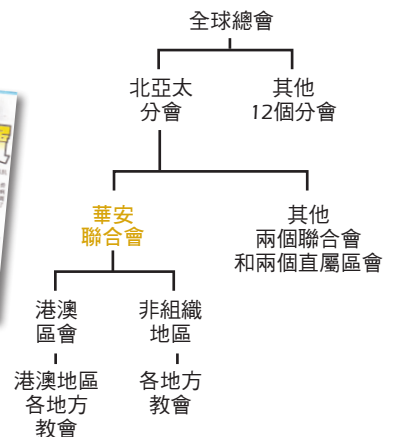 全球總會
北亞太
分會
其他
12個分會
華安
聯合會
其他
兩個聯合會
和兩個直屬區會
港澳
區會
非組織
地區
港澳地區
各地方
教會
各地方
教會